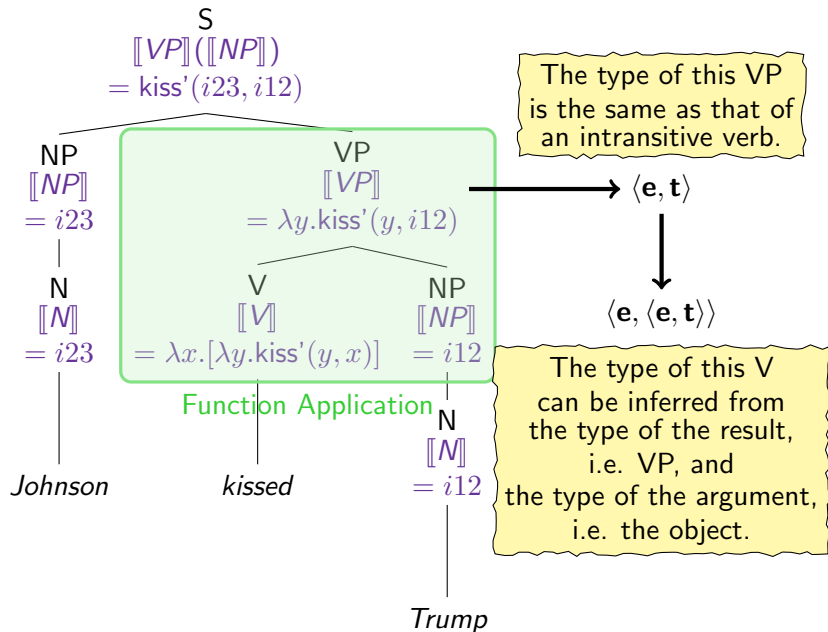 S
⟦VP⟧(⟦NP⟧)
= kiss'(i23, i12)
The type of this VP
is the same as that of
an intransitive verb.
NP
⟦NP⟧
= i23
VP
⟦VP⟧
= λy.kiss'(y, i12)
⟨e, t⟩
N
⟦N⟧
= i23
V
⟦V⟧
= λx.[λy.kiss'(y, x)]
NP
⟦NP⟧
= i12
⟨e, ⟨e, t⟩⟩
Function Application
The type of this V
can be inferred from
the type of the result,
i.e. VP, and
the type of the argument,
i.e. the object.
N
⟦N⟧
= i12
Johnson
kissed
Trump